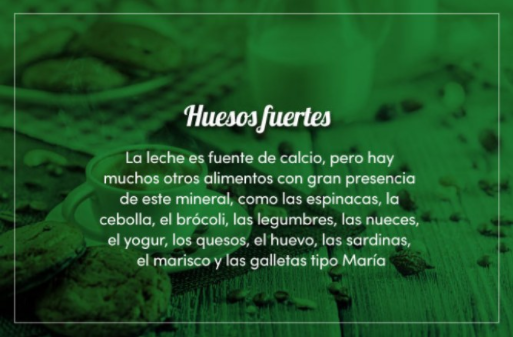 Huesos fuertes
La leche es fuente de calcio, pero hay
muchos otros alimentos con gran presencia
de este mineral, como las espinacas, la
cebolla, el brócoli, las legumbres, las nueces,
el yogur, los quesos, el huevo, las sardinas,
el marisco y las galletas tipo María